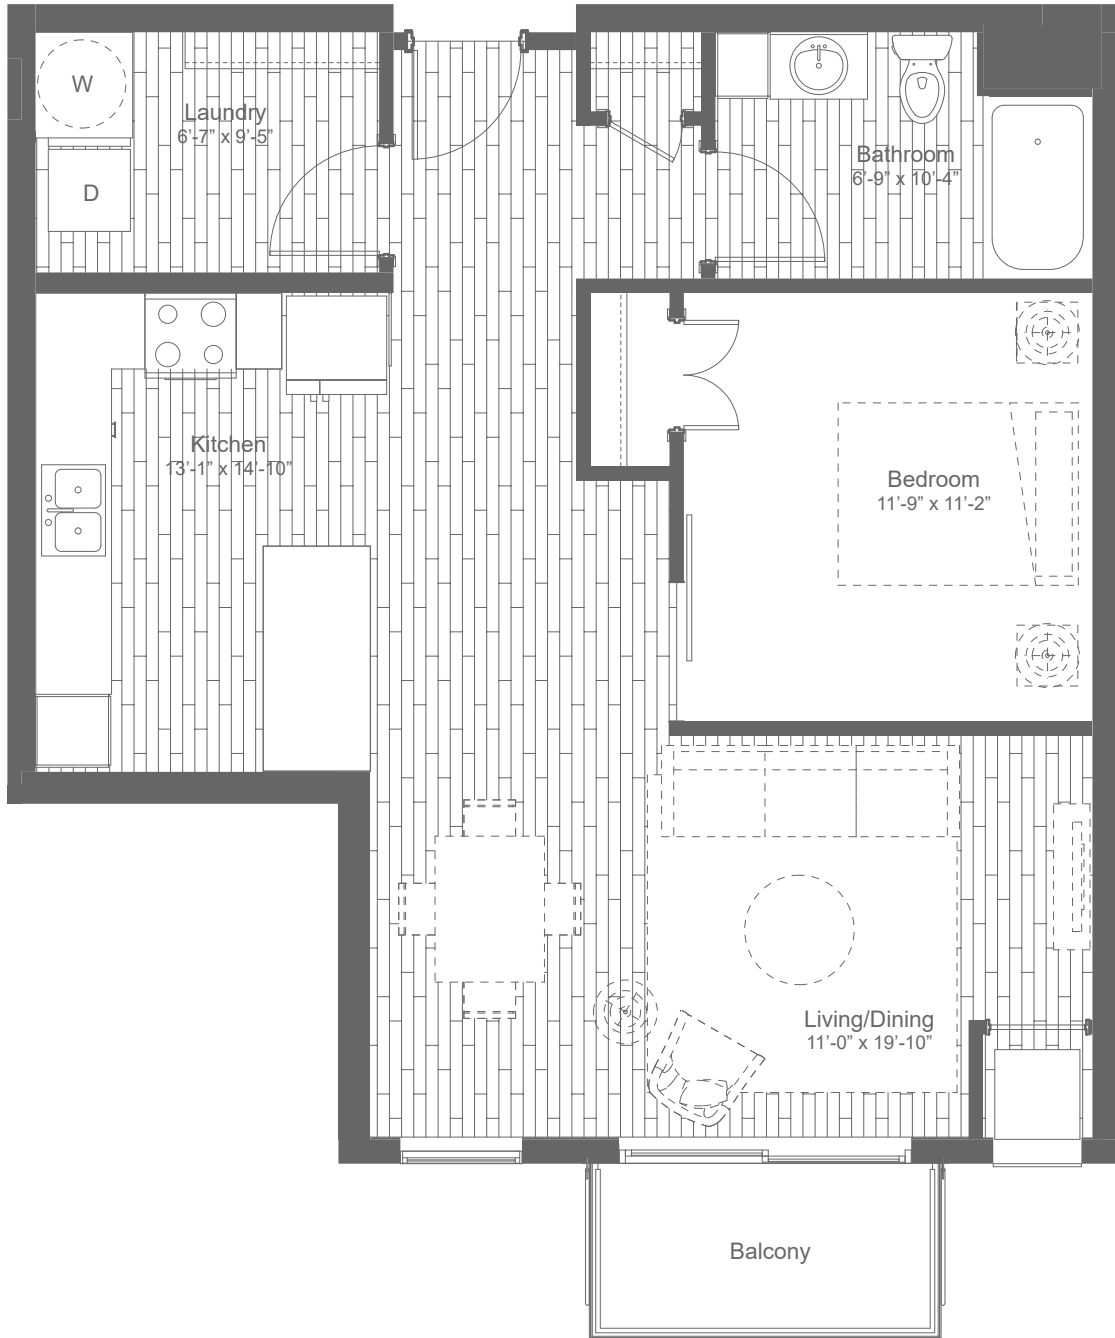 W
Laundry
6’-7” x 9’-5”
D
Bathroom
6’-9” x 10’-4”
Kitchen
13’-1” x 14’-10”
Bedroom
11’-9” x 11’-2”
Living/Dining
11’-0” x 19’-10”
Balcony